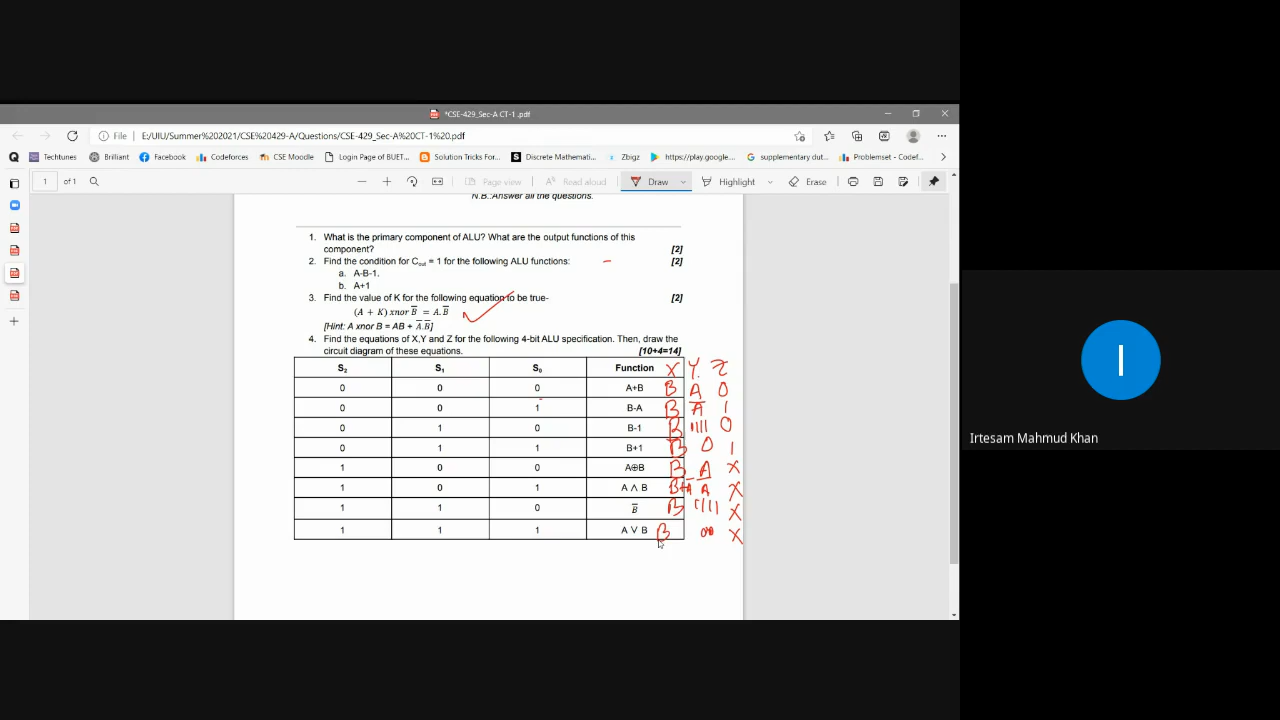 *CSE-429_Sec-A CT-1 .pdf
File E:/UIU/Summer%202021/CSE%20429-A/Questions/CSE-429_Sec-A%20CT-1%20.pdf
Techtunes Brilliant Facebook Codeforces CSE Moodle Login Page of BUET... Solution Tricks For... Discrete Mathemati... Zbigz https://play.google.... supplementary dut... Problemset - Codef...
1 of 1 Page view Read aloud Draw Highlight Erase
N.B.:Answer all the questions.
1. What is the primary component of ALU? What are the output functions of this
component? [2]
2. Find the condition for Cout = 1 for the following ALU functions: [2]
a. A-B-1.
b. A+1
3. Find the value of K for the following equation to be true- [2]
(A + K) xnor B̅ = A.B̅
[Hint: A xnor B = AB + A̅.B̅]
4. Find the equations of X,Y and Z for the following 4-bit ALU specification. Then, draw the
circuit diagram of these equations. [10+4=14]
S2 S1 S0 Function X Y Z
0 0 0 A+B B A 0
0 0 1 B-A B A̅ 1
0 1 0 B-1 B 1111 0
0 1 1 B+1 B 0 1
1 0 0 A⊕B B A X
1 0 1 A ∧ B B+A̅ A̅ X
1 1 0 B̅ B 1111 X
1 1 1 A ∨ B B X
I
Irtesam Mahmud Khan